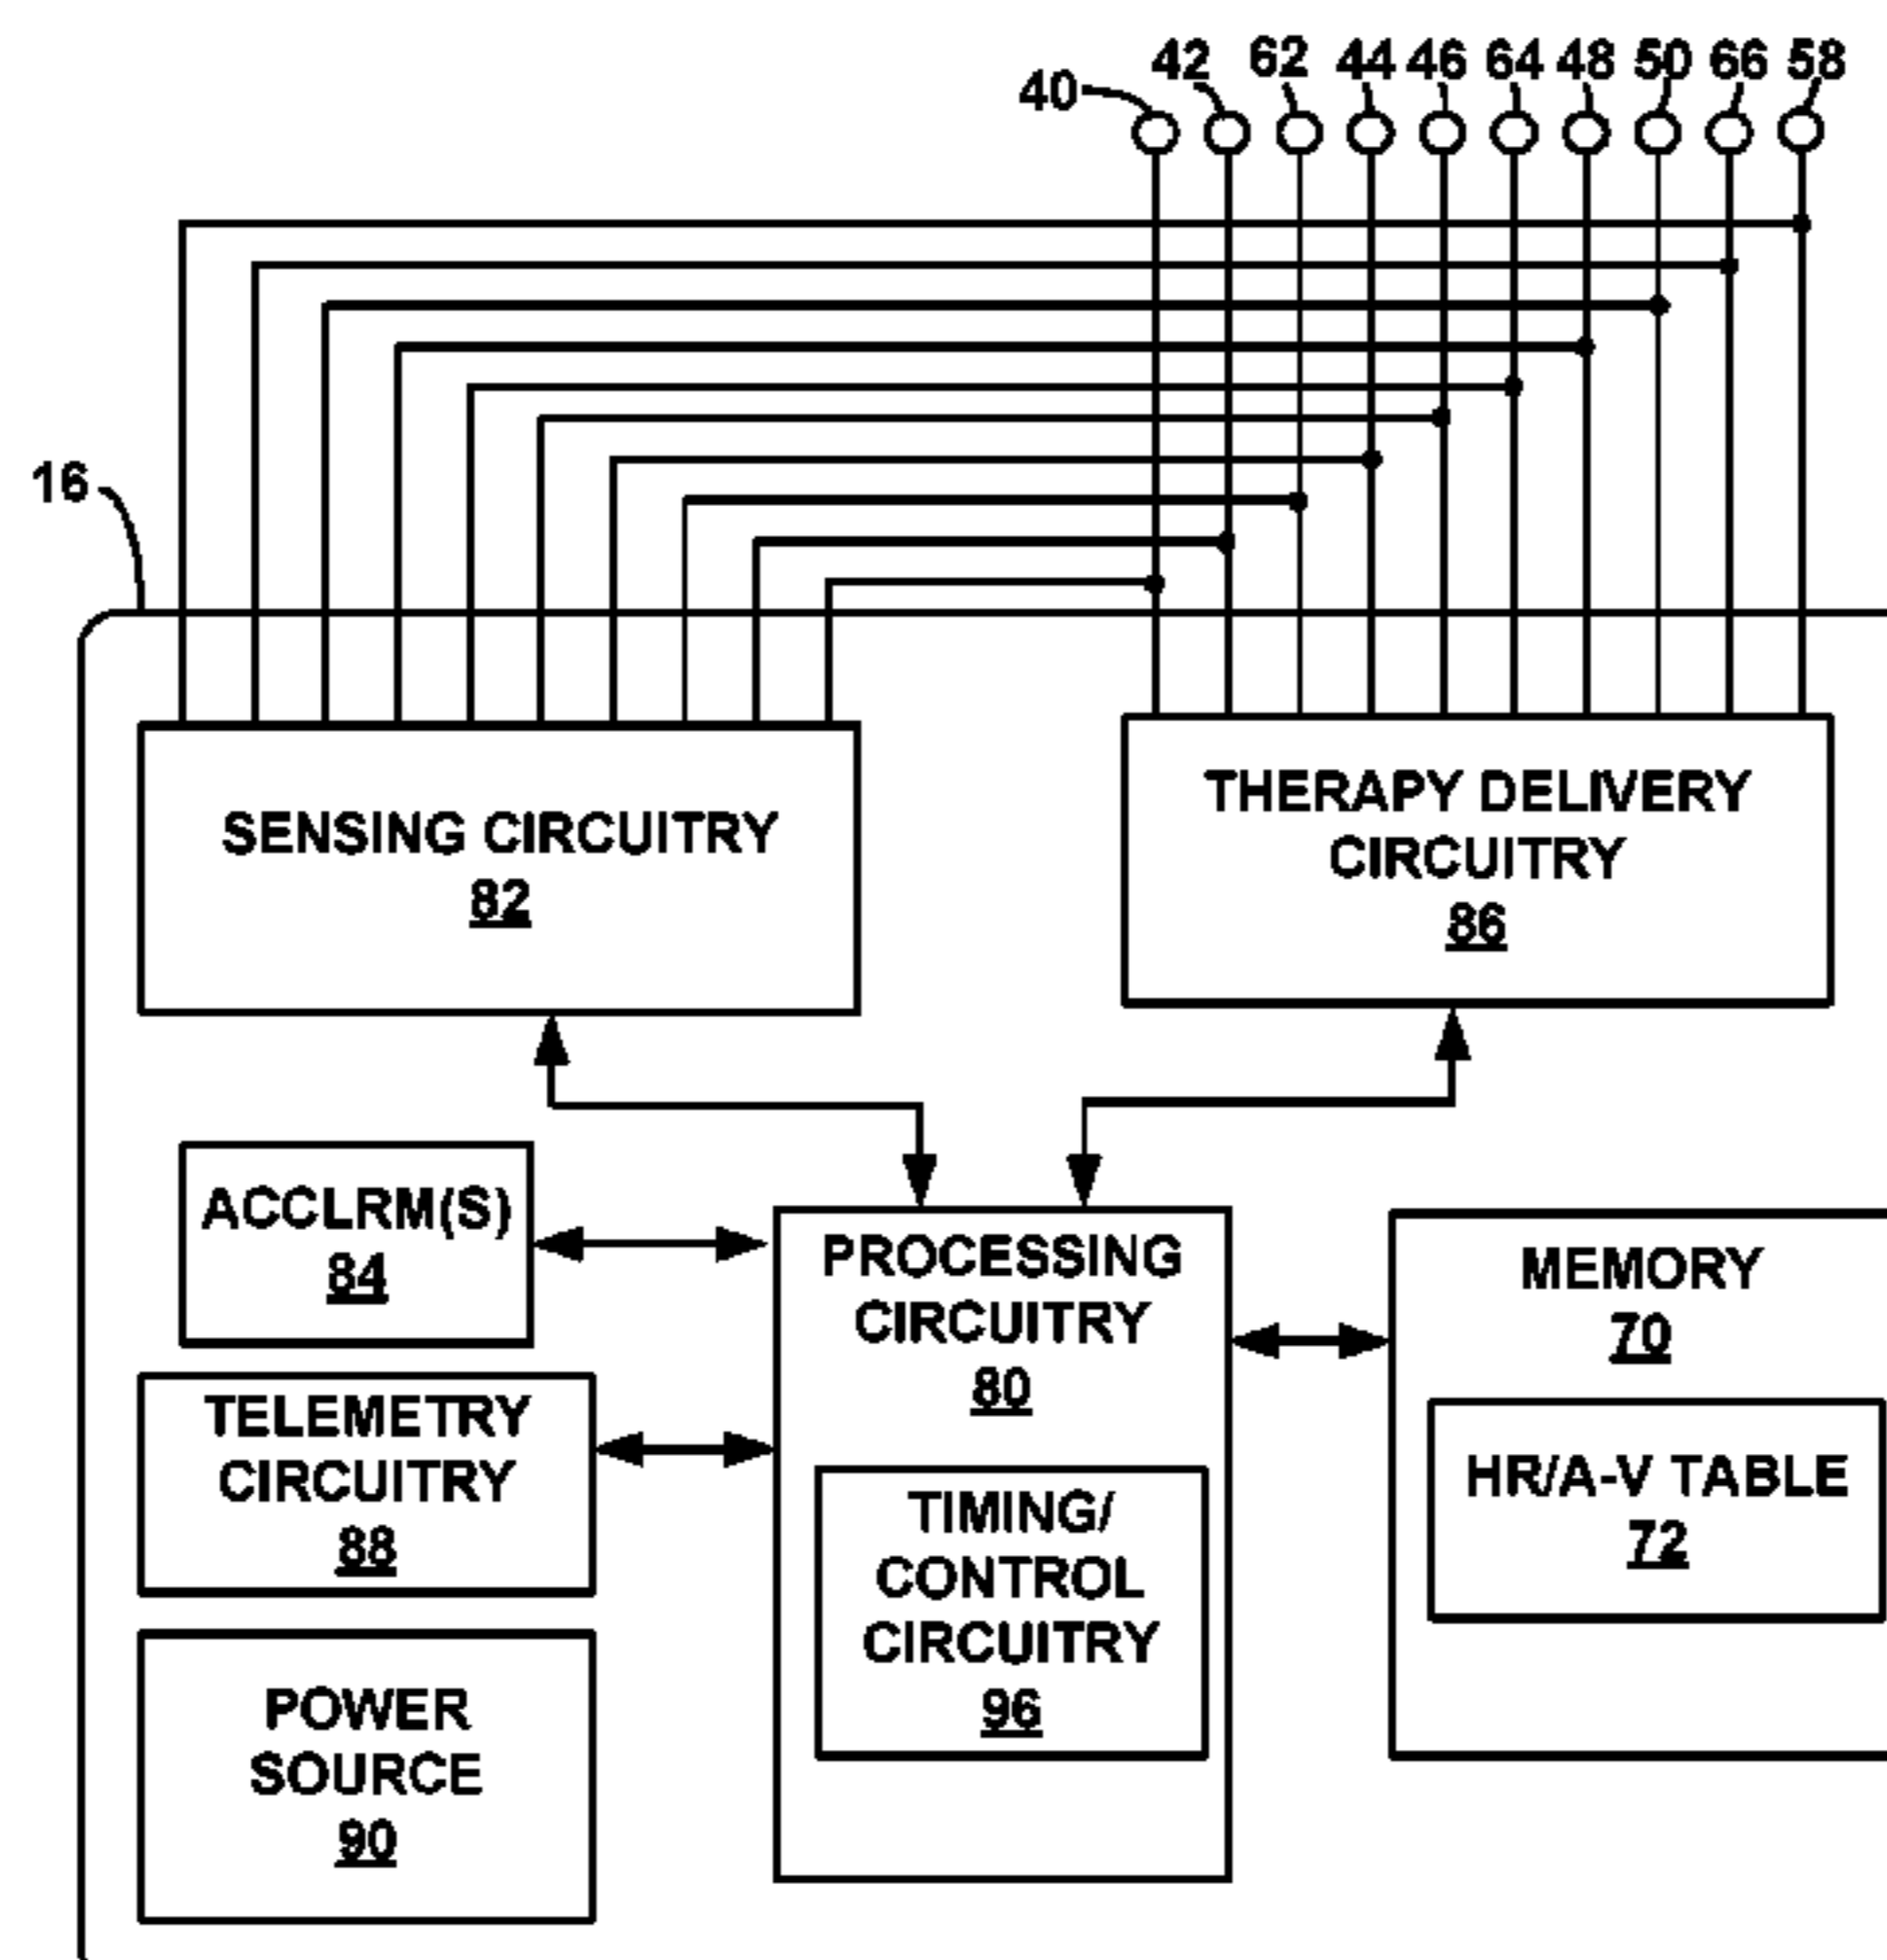 40 42 62 44 46 64 48 50 66 58
16
SENSING CIRCUITRY
82
THERAPY DELIVERY
CIRCUITRY
86
ACCLRM(S)
84
PROCESSING
CIRCUITRY
80
MEMORY
70
TELEMETRY
CIRCUITRY
88
TIMING/
CONTROL
CIRCUITRY
96
HR/A-V TABLE
72
POWER
SOURCE
90